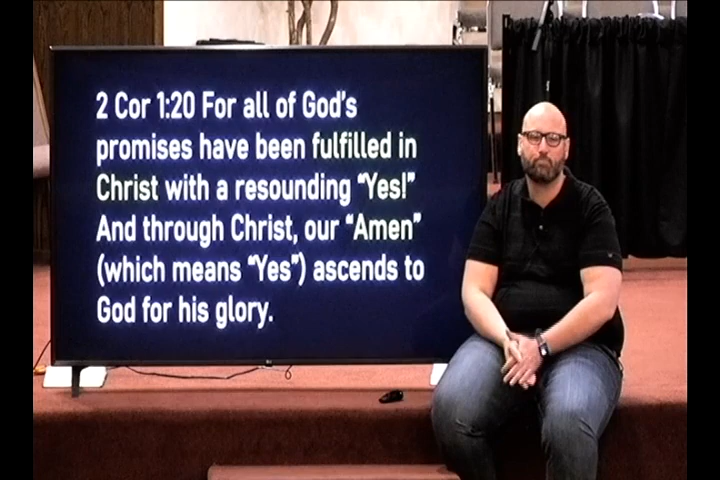 2 Cor 1:20 For all of God's
promises have been fulfilled in
Christ with a resounding “Yes!”
And through Christ, our “Amen”
(which means “Yes”) ascends to
God for his glory.